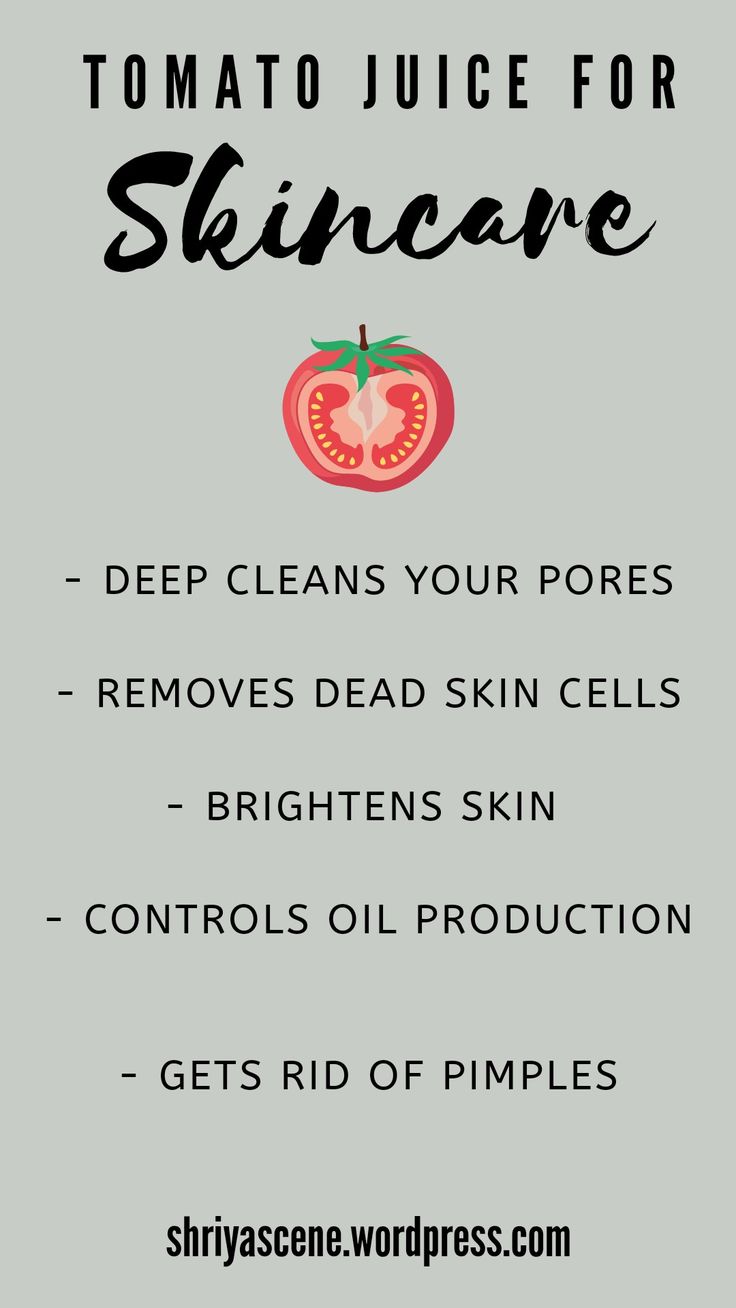 TOMATO JUICE FOR
Skincare
- DEEP CLEANS YOUR PORES
- REMOVES DEAD SKIN CELLS
- BRIGHTENS SKIN
- CONTROLS OIL PRODUCTION
- GETS RID OF PIMPLES
shriyascene.wordpress.com